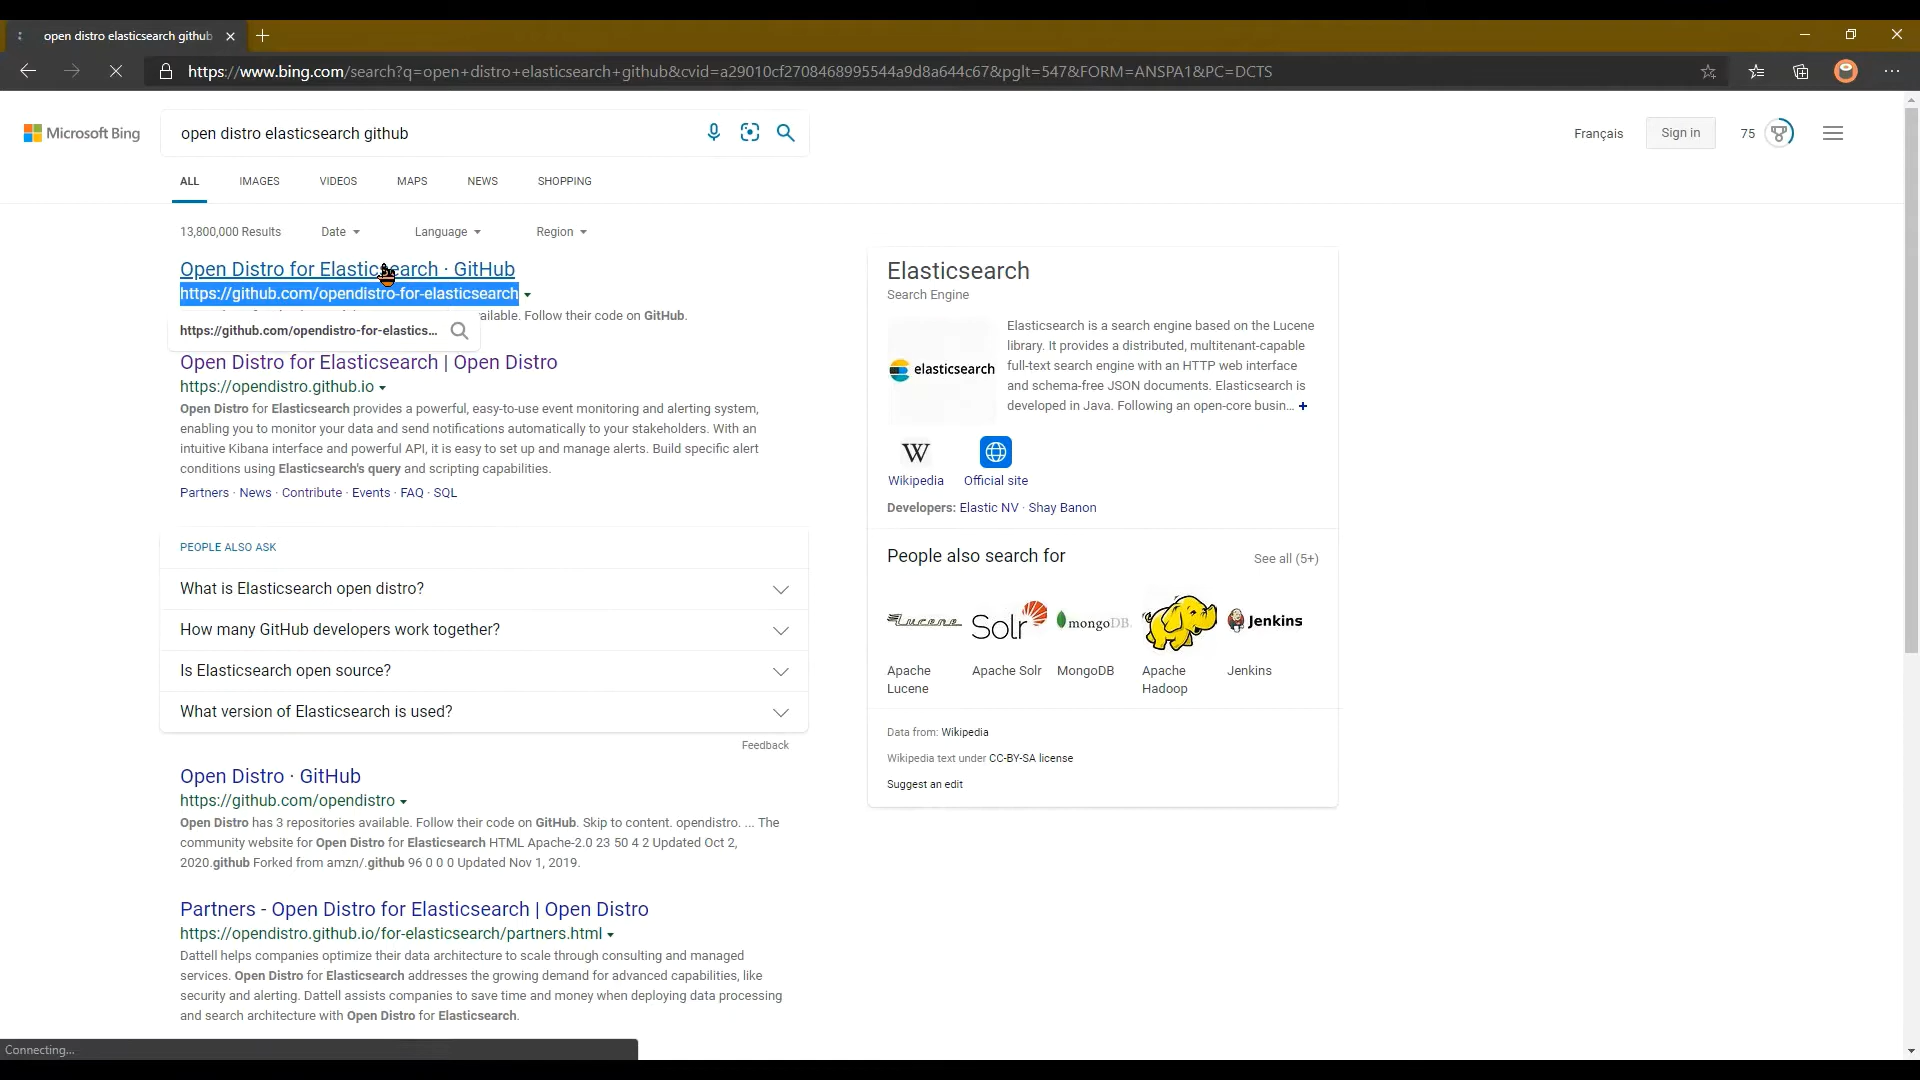 open distro elasticsearch github
https://www.bing.com/search?q=open+distro+elasticsearch+github&cvid=a29010cf2708468995544a9d8a644c67&pglt=547&FORM=ANSPA1&PC=DCTS
Microsoft Bing
open distro elasticsearch github
Français
Sign in
75
ALL
IMAGES
VIDEOS
MAPS
NEWS
SHOPPING
13,800,000 Results
Date
Language
Region
Open Distro for Elasticsearch · GitHub
https://github.com/opendistro-for-elasticsearch
ailable. Follow their code on GitHub.
https://github.com/opendistro-for-elastics...
Open Distro for Elasticsearch | Open Distro
https://opendistro.github.io
Open Distro for Elasticsearch provides a powerful, easy-to-use event monitoring and alerting system,
enabling you to monitor your data and send notifications automatically to your stakeholders. With an
intuitive Kibana interface and powerful API, it is easy to set up and manage alerts. Build specific alert
conditions using Elasticsearch's query and scripting capabilities.
Partners · News · Contribute · Events · FAQ · SQL
PEOPLE ALSO ASK
What is Elasticsearch open distro?
How many GitHub developers work together?
Is Elasticsearch open source?
What version of Elasticsearch is used?
Feedback
Open Distro · GitHub
https://github.com/opendistro
Open Distro has 3 repositories available. Follow their code on GitHub. Skip to content. opendistro. ... The
community website for Open Distro for Elasticsearch HTML Apache-2.0 23 50 4 2 Updated Oct 2,
2020.github Forked from amzn/.github 96 0 0 0 Updated Nov 1, 2019.
Partners - Open Distro for Elasticsearch | Open Distro
https://opendistro.github.io/for-elasticsearch/partners.html
Dattell helps companies optimize their data architecture to scale through consulting and managed
services. Open Distro for Elasticsearch addresses the growing demand for advanced capabilities, like
security and alerting. Dattell assists companies to save time and money when deploying data processing
and search architecture with Open Distro for Elasticsearch.
Elasticsearch
Search Engine
elasticsearch
Elasticsearch is a search engine based on the Lucene
library. It provides a distributed, multitenant-capable
full-text search engine with an HTTP web interface
and schema-free JSON documents. Elasticsearch is
developed in Java. Following an open-core busin... +
W
Wikipedia
Official site
Developers: Elastic NV · Shay Banon
People also search for
See all (5+)
Lucene
Solr
mongoDB
Jenkins
Apache Lucene
Apache Solr
MongoDB
Apache Hadoop
Jenkins
Data from: Wikipedia
Wikipedia text under CC-BY-SA license
Suggest an edit
Connecting...